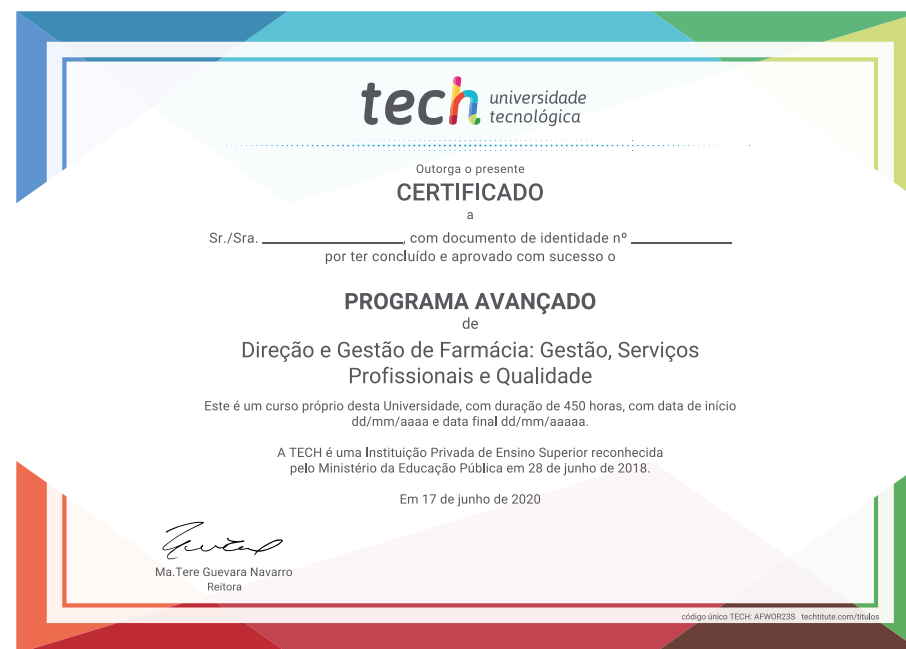 tech universidade
tecnológica
Outorga o presente
CERTIFICADO
a
Sr./Sra. ______________, com documento de identidade nº __________
por ter concluído e aprovado com sucesso o
PROGRAMA AVANÇADO
de
Direção e Gestão de Farmácia: Gestão, Serviços
Profissionais e Qualidade
Este é um curso próprio desta Universidade, com duração de 450 horas, com data de início
dd/mm/aaaa e data final dd/mm/aaaaa.
A TECH é uma Instituição Privada de Ensino Superior reconhecida
pelo Ministério da Educação Pública em 28 de junho de 2018.
Em 17 de junho de 2020
Ma.Tere Guevara Navarro
Reitora
código único TECH: AFWOR23S techtitute.com/titulos